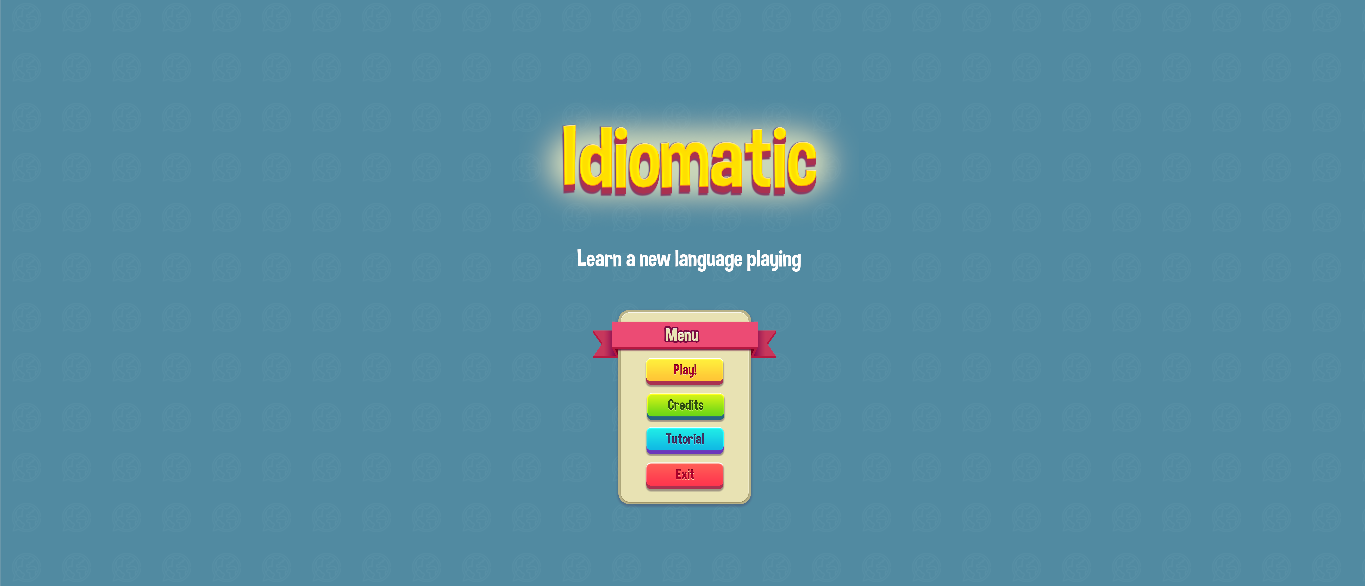 Idiomatic
Learn a new language playing
Menu
Play!
Credits
Tutorial
Exit